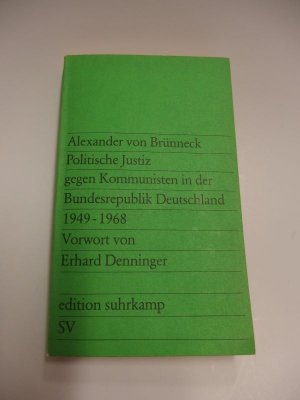 Alexander von Brünneck
Politische Justiz
gegen Kommunisten in der
Bundesrepublik Deutschland
1949-1968
Vorwort von
Erhard Denninger
edition suhrkamp
SV